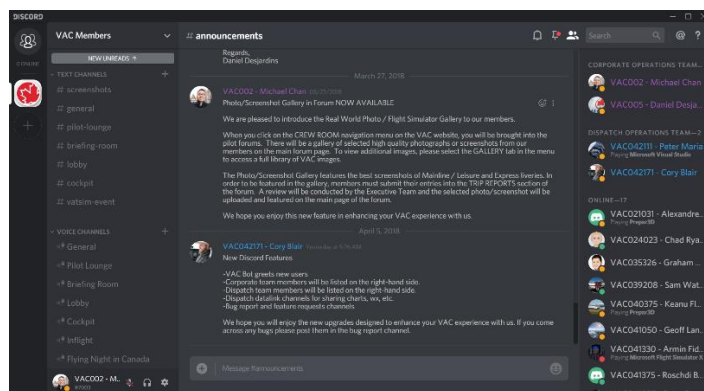 DISCORD
VAC Members
# announcements
Search
NEW UNREADS
TEXT CHANNELS
# screenshots
# general
# pilot-lounge
# briefing-room
# lobby
# cockpit
# vatsim-event
VOICE CHANNELS
General
Pilot Lounge
Briefing Room
Lobby
Cockpit
Inflight
Flying Night in Canada
VAC002 - M...
Regards,
Daniel Desjardins
March 27, 2018
VAC002 - Michael Chan 03/27/2018
Photo/Screenshot Gallery in Forum NOW AVAILABLE
We are pleased to introduce the Real World Photo / Flight Simulator Gallery to our members.
When you click on the CREW ROOM navigation menu on the VAC website, you will be brought into the
pilot forums. There will be a gallery of selected high quality photographs or screenshots from our
members on the main forum page. To view additional images, please select the GALLERY tab in the menu
to access a full library of VAC images.
The Photo/Screenshot Gallery features the best screenshots of Mainline / Leisure and Express liveries. In
order to be featured in the gallery, members must submit their entries into the TRIP REPORTS section of
the forum. A review will be conducted by the Executive Team and the selected photo/screenshot will be
uploaded and featured on the main page of the forum.
We hope you enjoy this new feature in enhancing your VAC experience with us.
April 5, 2018
VAC042171 - Cory Blair
New Discord Features
-VAC Bot greets new users
-Corporate team members will be listed on the right-hand side.
-Dispatch team members will be listed on the right-hand side.
-Dispatch datalink channels for sharing charts, wx, etc.
-Bug report and feature requests channels
We hope you will enjoy the new upgrades designed to enhance your VAC experience with us. If you come
across any bugs please post them in the bug report channel.
Message #announcements
CORPORATE OPERATIONS TEAM...
VAC002 - Michael Chan
VAC005 - Daniel Desja...
DISPATCH OPERATIONS TEAM—2
VAC042111 - Peter Maria
Playing Microsoft Visual Studio
VAC042171 - Cory Blair
ONLINE—17
VAC021031 - Alexandre...
Playing Prepar3D
VAC024023 - Chad Rya...
VAC035326 - Graham ...
VAC039208 - Sam Wat...
VAC040375 - Keanu Fl...
Playing Prepar3D
VAC041050 - Geoff Lan...
VAC041330 - Armin Fid...
Playing Microsoft Flight Simulator X
VAC041375 - Roschdi B...